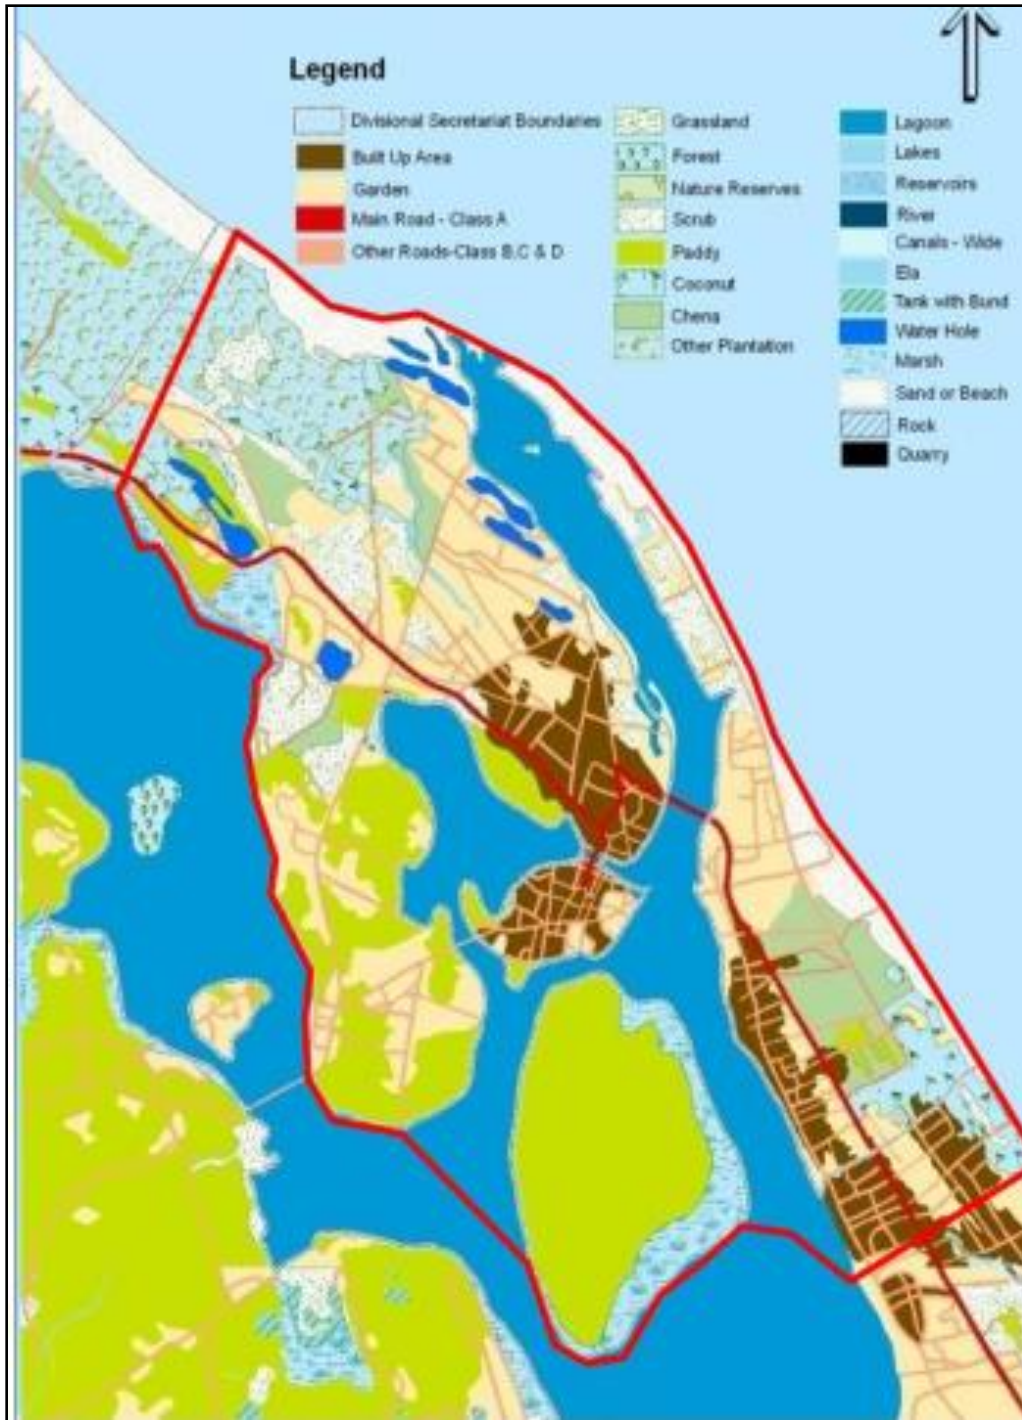 Legend
Divisional Secretariat Boundaries
Built Up Area
Garden
Main Road - Class A
Other Roads-Class B,C & D
Grassland
Forest
Nature Reserves
Scrub
Paddy
Coconut
Chena
Other Plantation
Lagoon
Lakes
Reservoirs
River
Canals - Wide
Ela
Tank with Bund
Water Hole
Marsh
Sand or Beach
Rock
Quarry